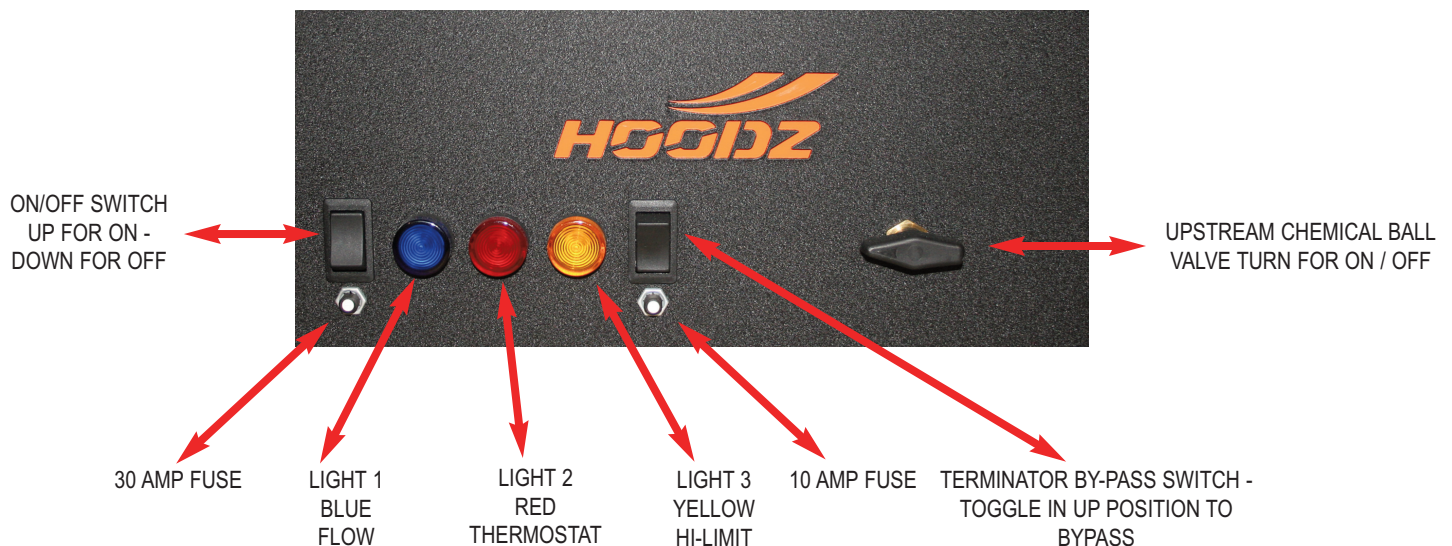 HOODZ
ON/OFF SWITCH
UP FOR ON -
DOWN FOR OFF
UPSTREAM CHEMICAL BALL
VALVE TURN FOR ON / OFF
30 AMP FUSE
LIGHT 1
BLUE
FLOW
LIGHT 2
RED
THERMOSTAT
LIGHT 3
YELLOW
HI-LIMIT
10 AMP FUSE
TERMINATOR BY-PASS SWITCH -
TOGGLE IN UP POSITION TO
BYPASS